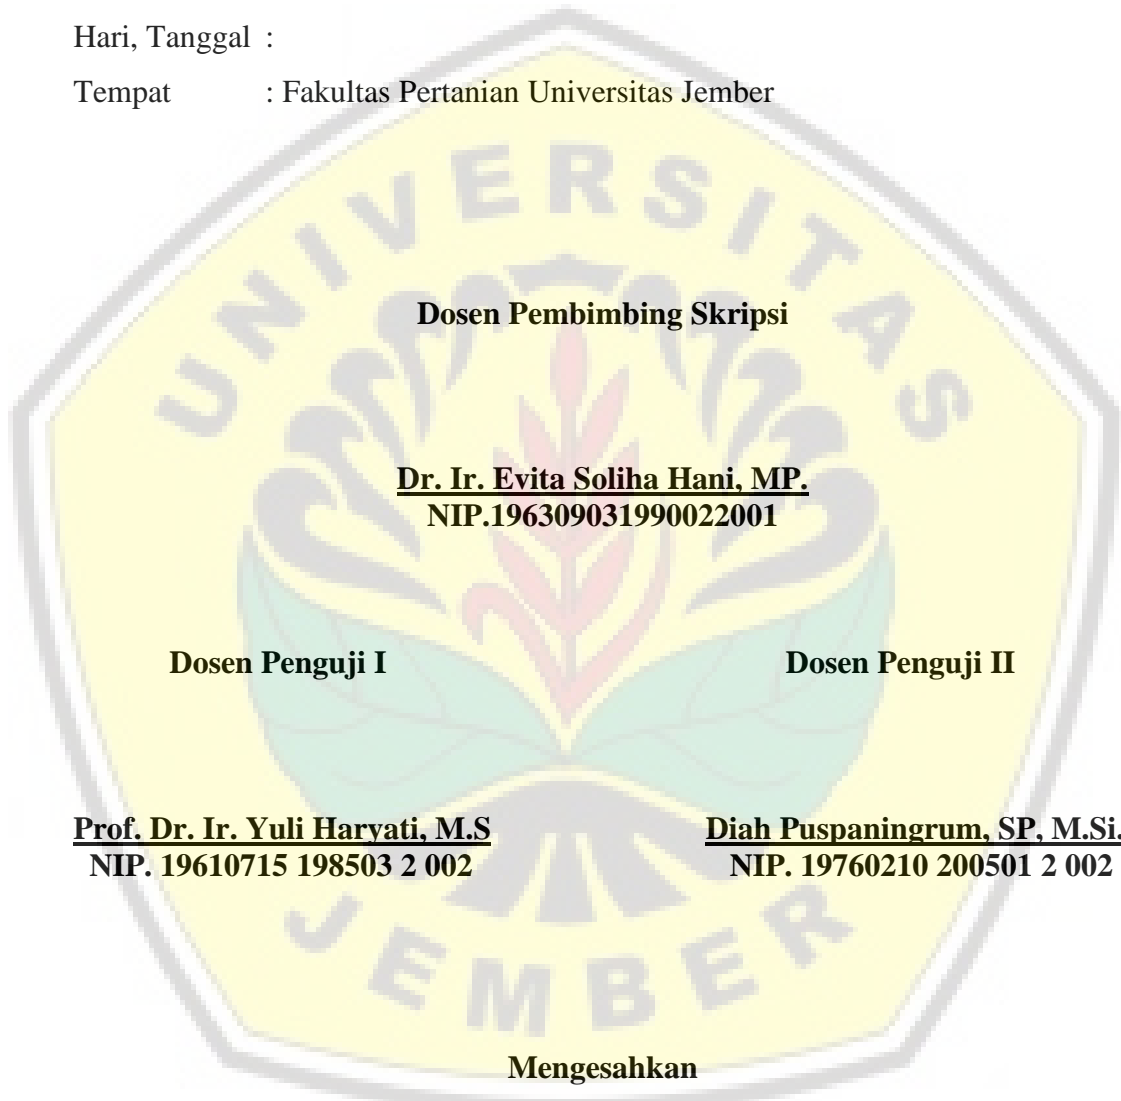 Hari, Tanggal :
Tempat : Fakultas Pertanian Universitas Jember
UNIVERSITAS
Dosen Pembimbing Skripsi
Dr. Ir. Evita Soliha Hani, MP.
NIP.196309031990022001
Dosen Penguji I Dosen Penguji II
Prof. Dr. Ir. Yuli Haryati, M.S Diah Puspaningrum, SP, M.Si.
NIP. 19610715 198503 2 002 NIP. 19760210 200501 2 002
JEMBER
Mengesahkan